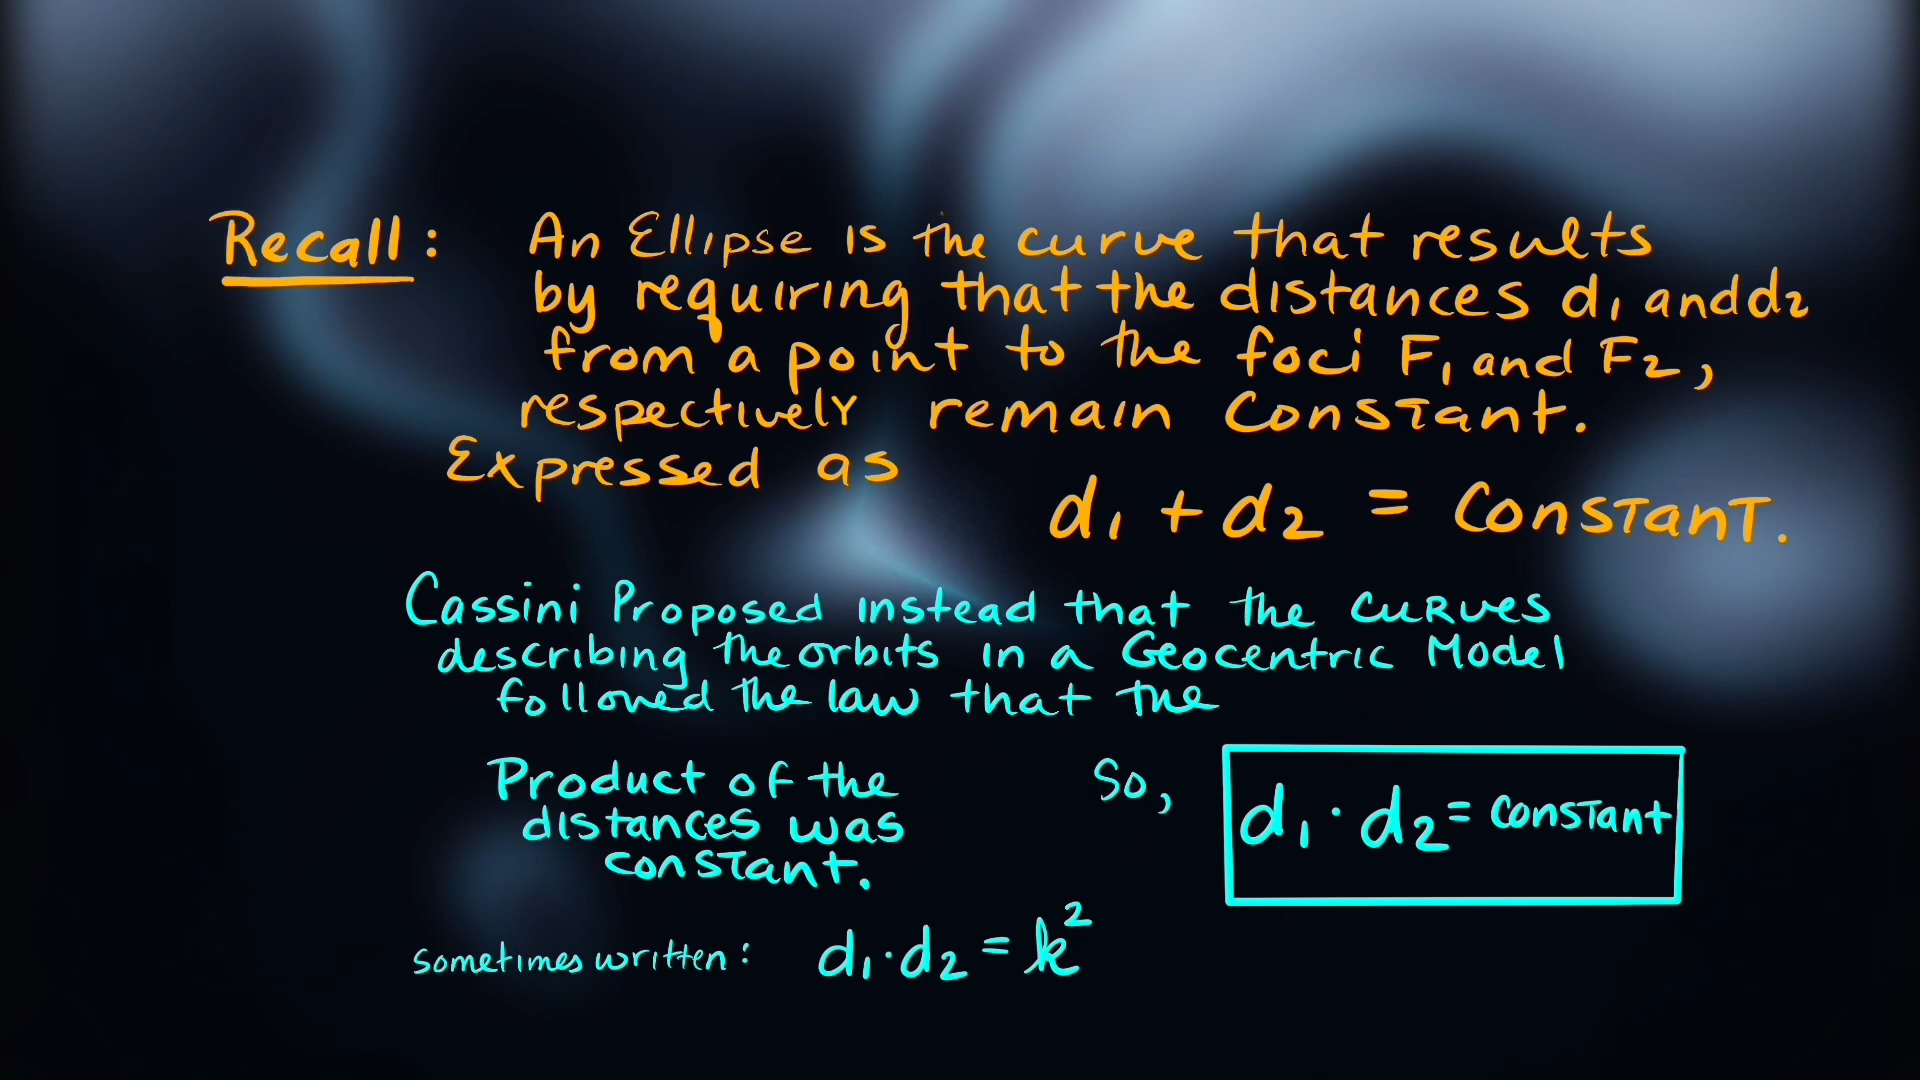 Recall: An Ellipse is the curve that results
by requiring that the distances d1 and d2
from a point to the foci F1 and F2,
respectively remain constant.
Expressed as
d1 + d2 = constant.
Cassini Proposed instead that the curves
describing the orbits in a Geocentric Model
followed the law that the
Product of the
distances was
constant.
So,
d1 · d2 = constant
sometimes written: d1 · d2 = k²